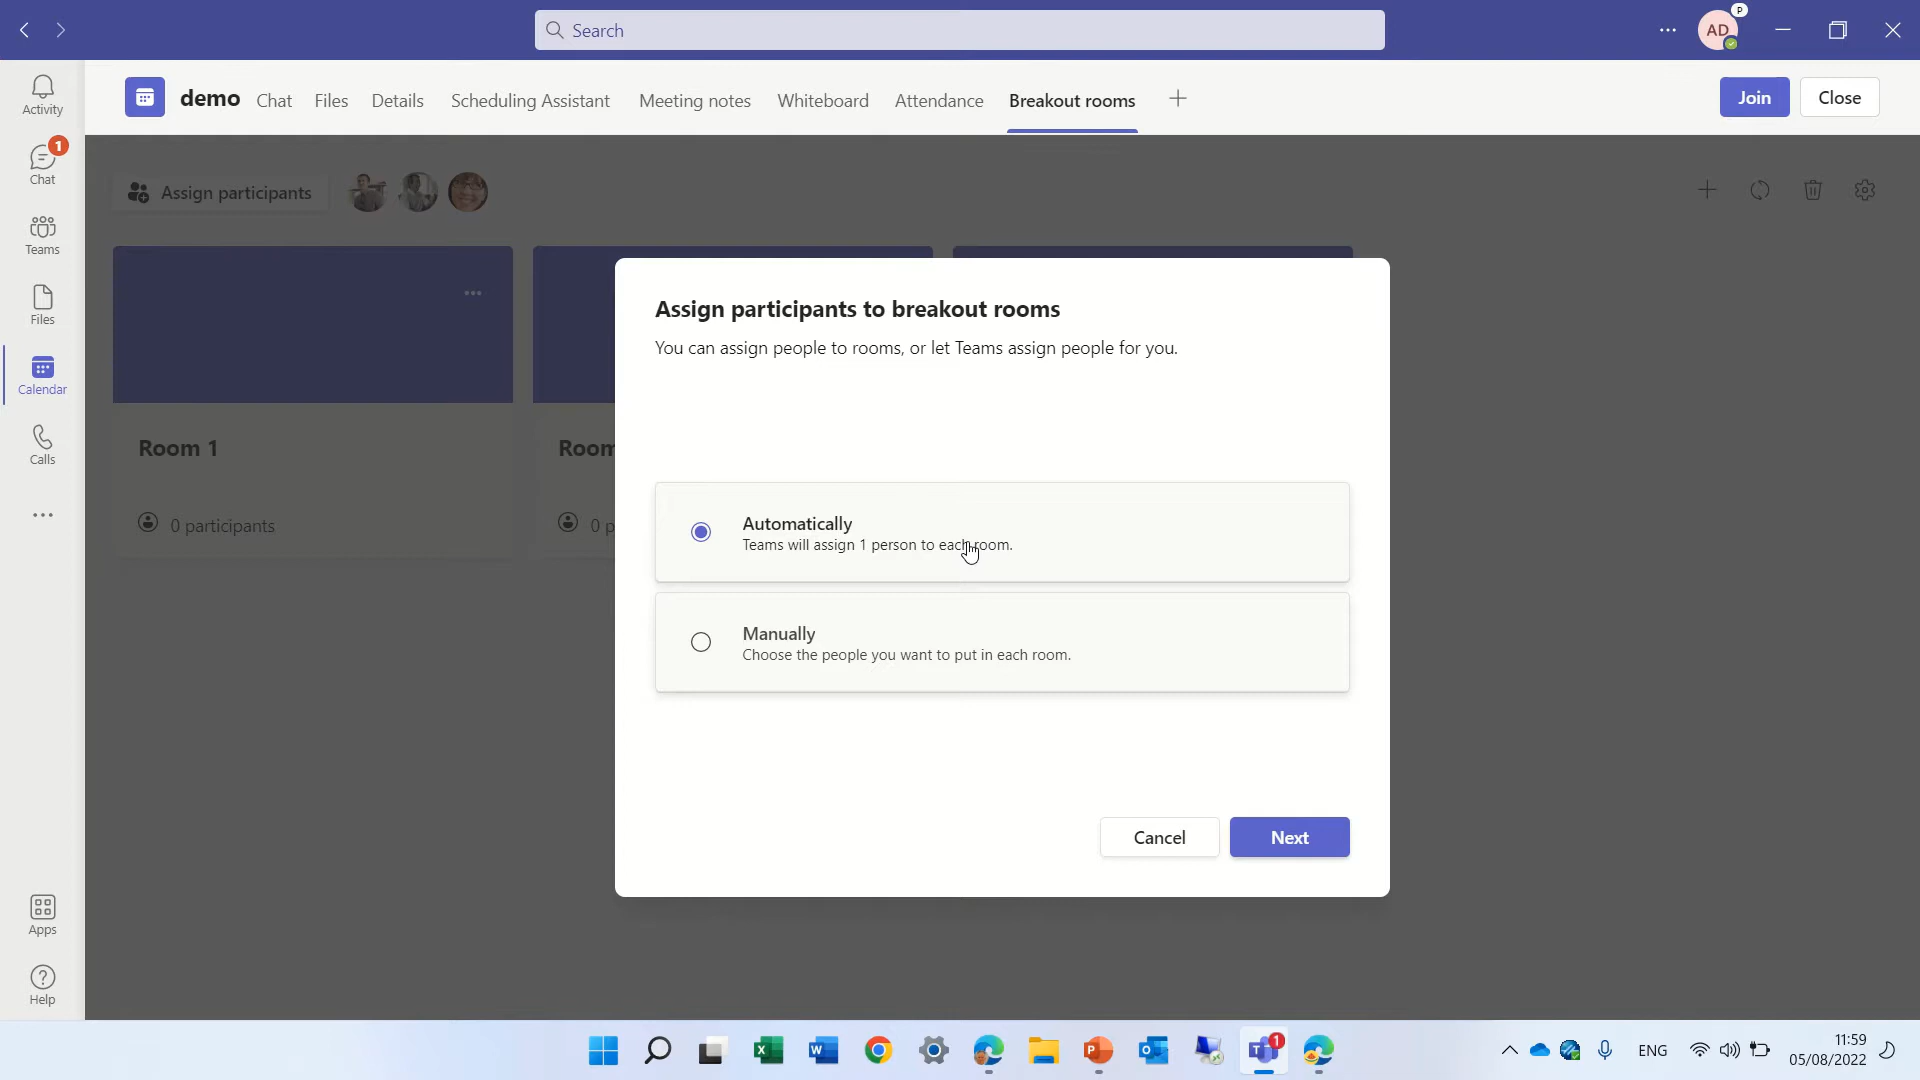 Search
P
AD
Activity
1
Chat
Teams
Files
Calendar
Calls
Apps
Help
demo Chat Files Details Scheduling Assistant Meeting notes Whiteboard Attendance Breakout rooms
Join Close
Assign participants
Room 1
0 participants
Room
0 p
Assign participants to breakout rooms
You can assign people to rooms, or let Teams assign people for you.
Automatically
Teams will assign 1 person to each room.
Manually
Choose the people you want to put in each room.
Cancel Next
1
ENG
11:59
05/08/2022